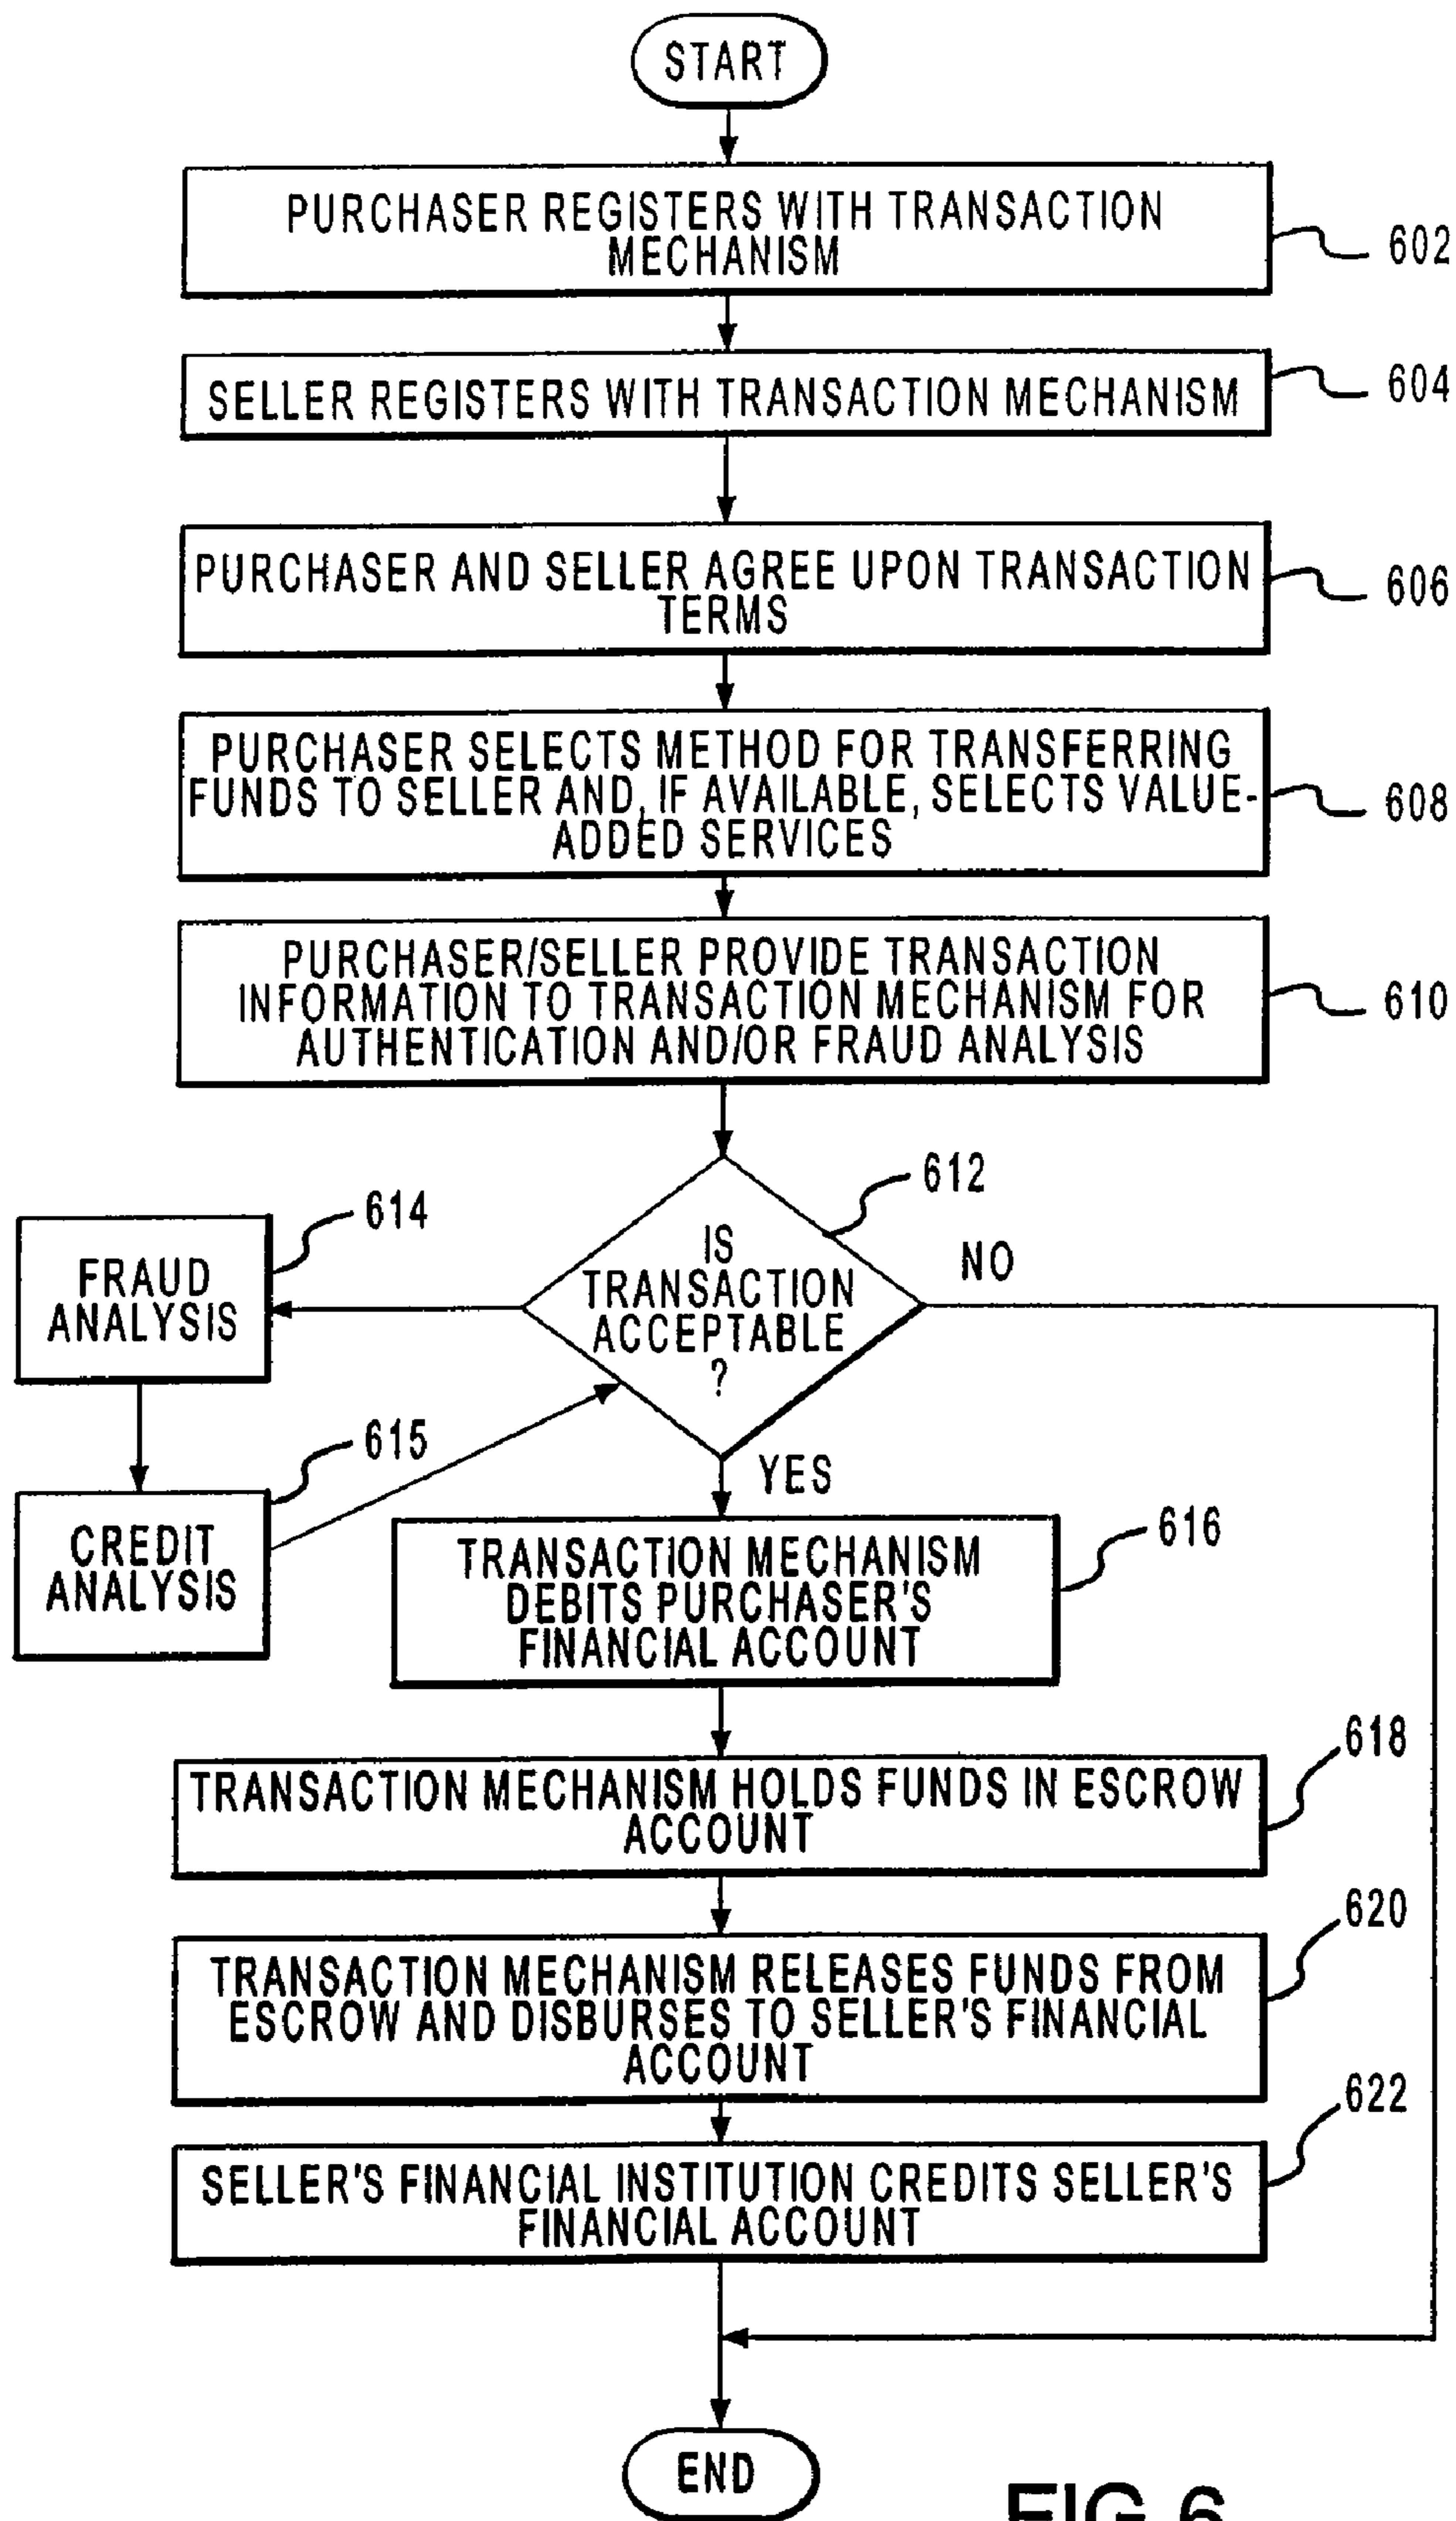 START
PURCHASER REGISTERS WITH TRANSACTION
MECHANISM
602
SELLER REGISTERS WITH TRANSACTION MECHANISM
604
PURCHASER AND SELLER AGREE UPON TRANSACTION
TERMS
606
PURCHASER SELECTS METHOD FOR TRANSFERRING
FUNDS TO SELLER AND, IF AVAILABLE, SELECTS VALUE-
ADDED SERVICES
608
PURCHASER/SELLER PROVIDE TRANSACTION
INFORMATION TO TRANSACTION MECHANISM FOR
AUTHENTICATION AND/OR FRAUD ANALYSIS
610
612
IS
TRANSACTION
ACCEPTABLE
?
NO
614
FRAUD
ANALYSIS
615
CREDIT
ANALYSIS
YES
616
TRANSACTION MECHANISM
DEBITS PURCHASER'S
FINANCIAL ACCOUNT
618
TRANSACTION MECHANISM HOLDS FUNDS IN ESCROW
ACCOUNT
620
TRANSACTION MECHANISM RELEASES FUNDS FROM
ESCROW AND DISBURSES TO SELLER'S FINANCIAL
ACCOUNT
622
SELLER'S FINANCIAL INSTITUTION CREDITS SELLER'S
FINANCIAL ACCOUNT
END
FIG.6